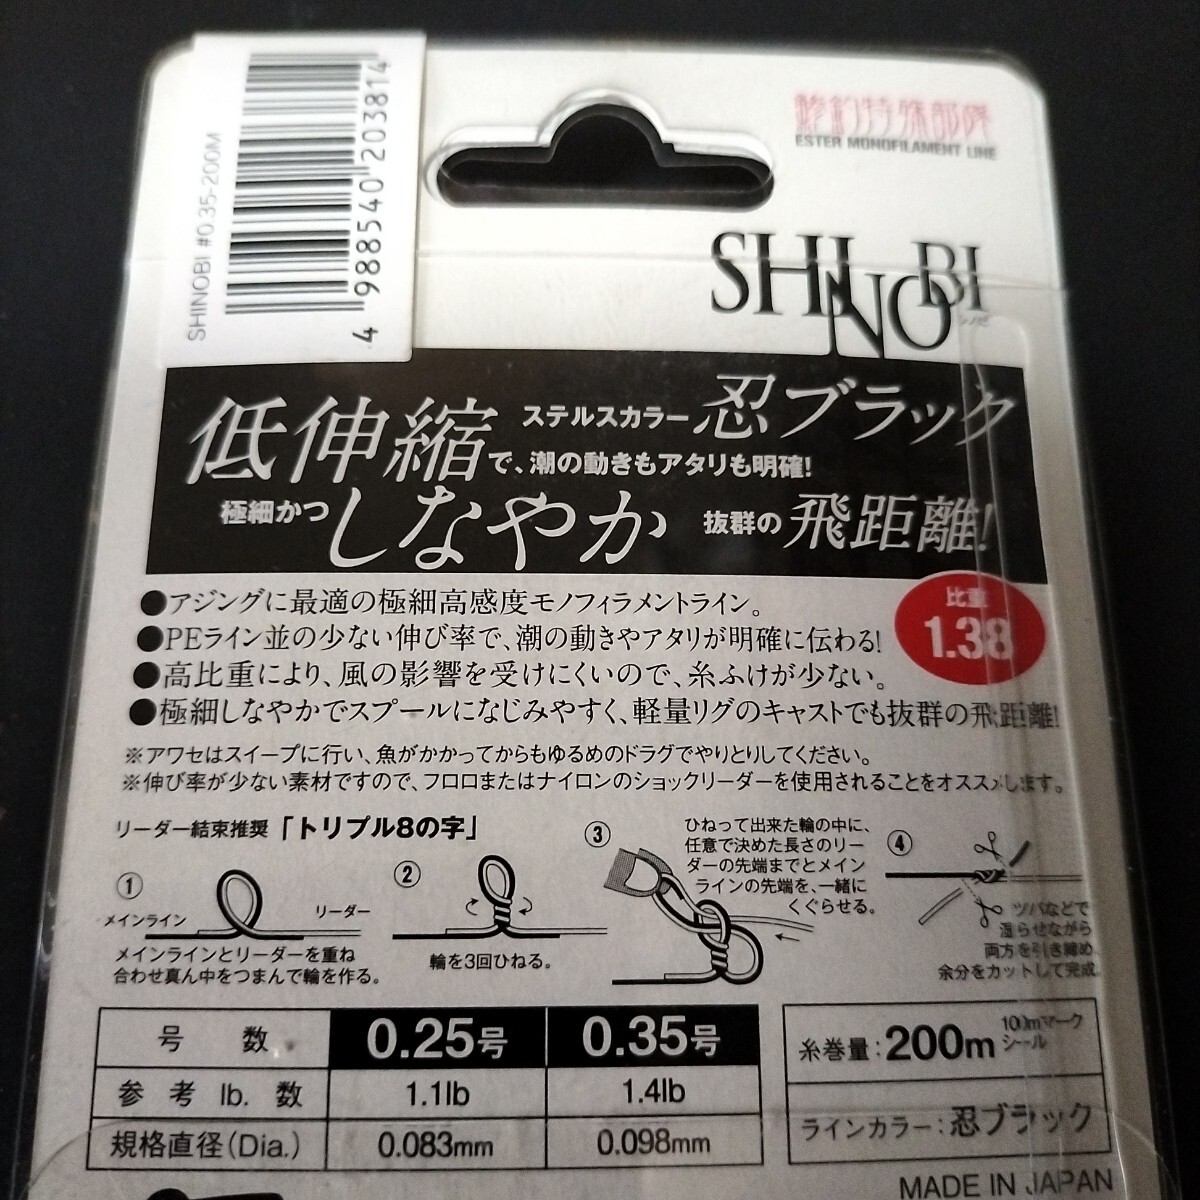 SHINOBI #0.35-200M
4 988540 203814
鯵釣特殊部隊
ESTER MONOFILAMENT LINE
SHINOBI
ステルスカラー 忍ブラック
低伸縮で、潮の動きもアタリも明確!
極細かつしなやか 抜群の飛距離!
比重
1.38
●アジングに最適の極細高感度モノフィラメントライン。
●PEライン並の少ない伸び率で、潮の動きやアタリが明確に伝わる!
●高比重により、風の影響を受けにくいので、糸ふけが少ない。
●極細しなやかでスプールになじみやすく、軽量リグのキャストでも抜群の飛距離!
※アワセはスイープに行い、魚がかかってからもゆるめのドラグでやりとりしてください。
※伸び率が少ない素材ですので、フロロまたはナイロンのショックリーダーを使用されることをオススメします。
リーダー結束推奨「トリプル8の字」
①
メインライン
リーダー
メインラインとリーダーを重ね
合わせ真ん中をつまんで輪を作る。
②
輪を3回ひねる。
③
ひねって出来た輪の中に、
任意で決めた長さのリー
ダーの先端までとメイン
ラインの先端を、一緒に
くぐらせる。
④
ツバなどで
湿らせながら
両方を引き締め
余分をカットして完成
号 数 0.25号 0.35号
参 考 lb. 数 1.1lb 1.4lb
規格直径(Dia.) 0.083mm 0.098mm
糸巻量:200m 100mマーク
シール
ラインカラー:忍ブラック
MADE IN JAPAN